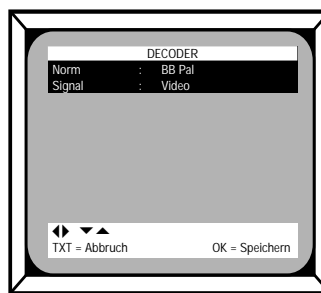 DECODER
Norm : BB Pal
Signal : Video
TXT = Abbruch OK = Speichern